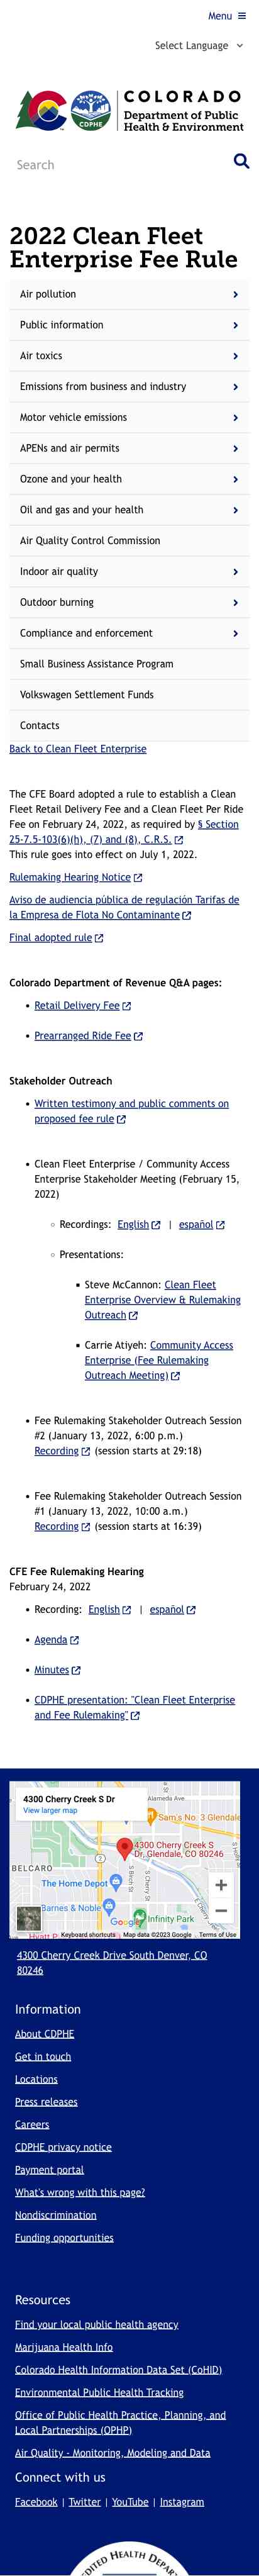 Menu
Select Language
COLORADO
Department of Public
Health & Environment
CDPHE
Search
2022 Clean Fleet
Enterprise Fee Rule
Air pollution
Public information
Air toxics
Emissions from business and industry
Motor vehicle emissions
APENs and air permits
Ozone and your health
Oil and gas and your health
Air Quality Control Commission
Indoor air quality
Outdoor burning
Compliance and enforcement
Small Business Assistance Program
Volkswagen Settlement Funds
Contacts
Back to Clean Fleet Enterprise
The CFE Board adopted a rule to establish a Clean
Fleet Retail Delivery Fee and a Clean Fleet Per Ride
Fee on February 24, 2022, as required by § Section
25-7.5-103(6)(h), (7) and (8), C.R.S.
This rule goes into effect on July 1, 2022.
Rulemaking Hearing Notice
Aviso de audiencia pública de regulación Tarifas de
la Empresa de Flota No Contaminante
Final adopted rule
Colorado Department of Revenue Q&A pages:
• Retail Delivery Fee
• Prearranged Ride Fee
Stakeholder Outreach
• Written testimony and public comments on
proposed fee rule
• Clean Fleet Enterprise / Community Access
Enterprise Stakeholder Meeting (February 15,
2022)
○ Recordings: English | español
○ Presentations:
▪ Steve McCannon: Clean Fleet
Enterprise Overview & Rulemaking
Outreach
▪ Carrie Atiyeh: Community Access
Enterprise (Fee Rulemaking
Outreach Meeting)
• Fee Rulemaking Stakeholder Outreach Session
#2 (January 13, 2022, 6:00 p.m.)
Recording (session starts at 29:18)
• Fee Rulemaking Stakeholder Outreach Session
#1 (January 13, 2022, 10:00 a.m.)
Recording (session starts at 16:39)
CFE Fee Rulemaking Hearing
February 24, 2022
• Recording: English | español
• Agenda
• Minutes
• CDPHE presentation: "Clean Fleet Enterprise
and Fee Rulemaking"
4300 Cherry Creek S Dr
View larger map
Alameda Ave
Sam's No. 3 Glendale
4300 Cherry Creek S
Dr, Glendale, CO 80246
BELCARO
The Home Depot
Barnes & Noble
S Cherry St
Google
Infinity Park
Hyatt P
Keyboard shortcuts
Map data ©2023 Google
Terms of Use
4300 Cherry Creek Drive South Denver, CO
80246
Information
About CDPHE
Get in touch
Locations
Press releases
Careers
CDPHE privacy notice
Payment portal
What's wrong with this page?
Nondiscrimination
Funding opportunities
Resources
Find your local public health agency
Marijuana Health Info
Colorado Health Information Data Set (CoHID)
Environmental Public Health Tracking
Office of Public Health Practice, Planning, and
Local Partnerships (OPHP)
Air Quality - Monitoring, Modeling and Data
Connect with us
Facebook | Twitter | YouTube | Instagram
HEALTH